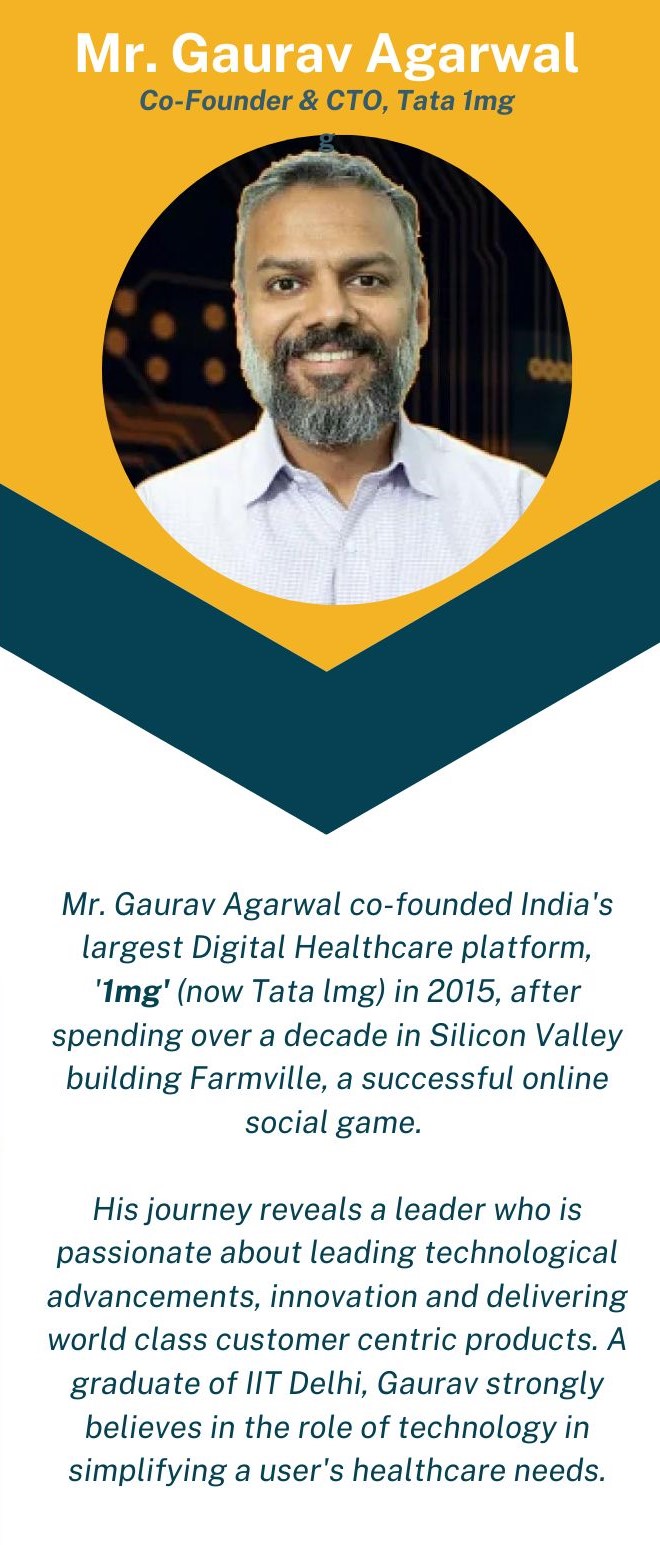 Mr. Gaurav Agarwal
Co-Founder & CTO, Tata 1mg
g
Mr. Gaurav Agarwal co-founded India's
largest Digital Healthcare platform,
'1mg' (now Tata lmg) in 2015, after
spending over a decade in Silicon Valley
building Farmville, a successful online
social game.
His journey reveals a leader who is
passionate about leading technological
advancements, innovation and delivering
world class customer centric products. A
graduate of IIT Delhi, Gaurav strongly
believes in the role of technology in
simplifying a user's healthcare needs.